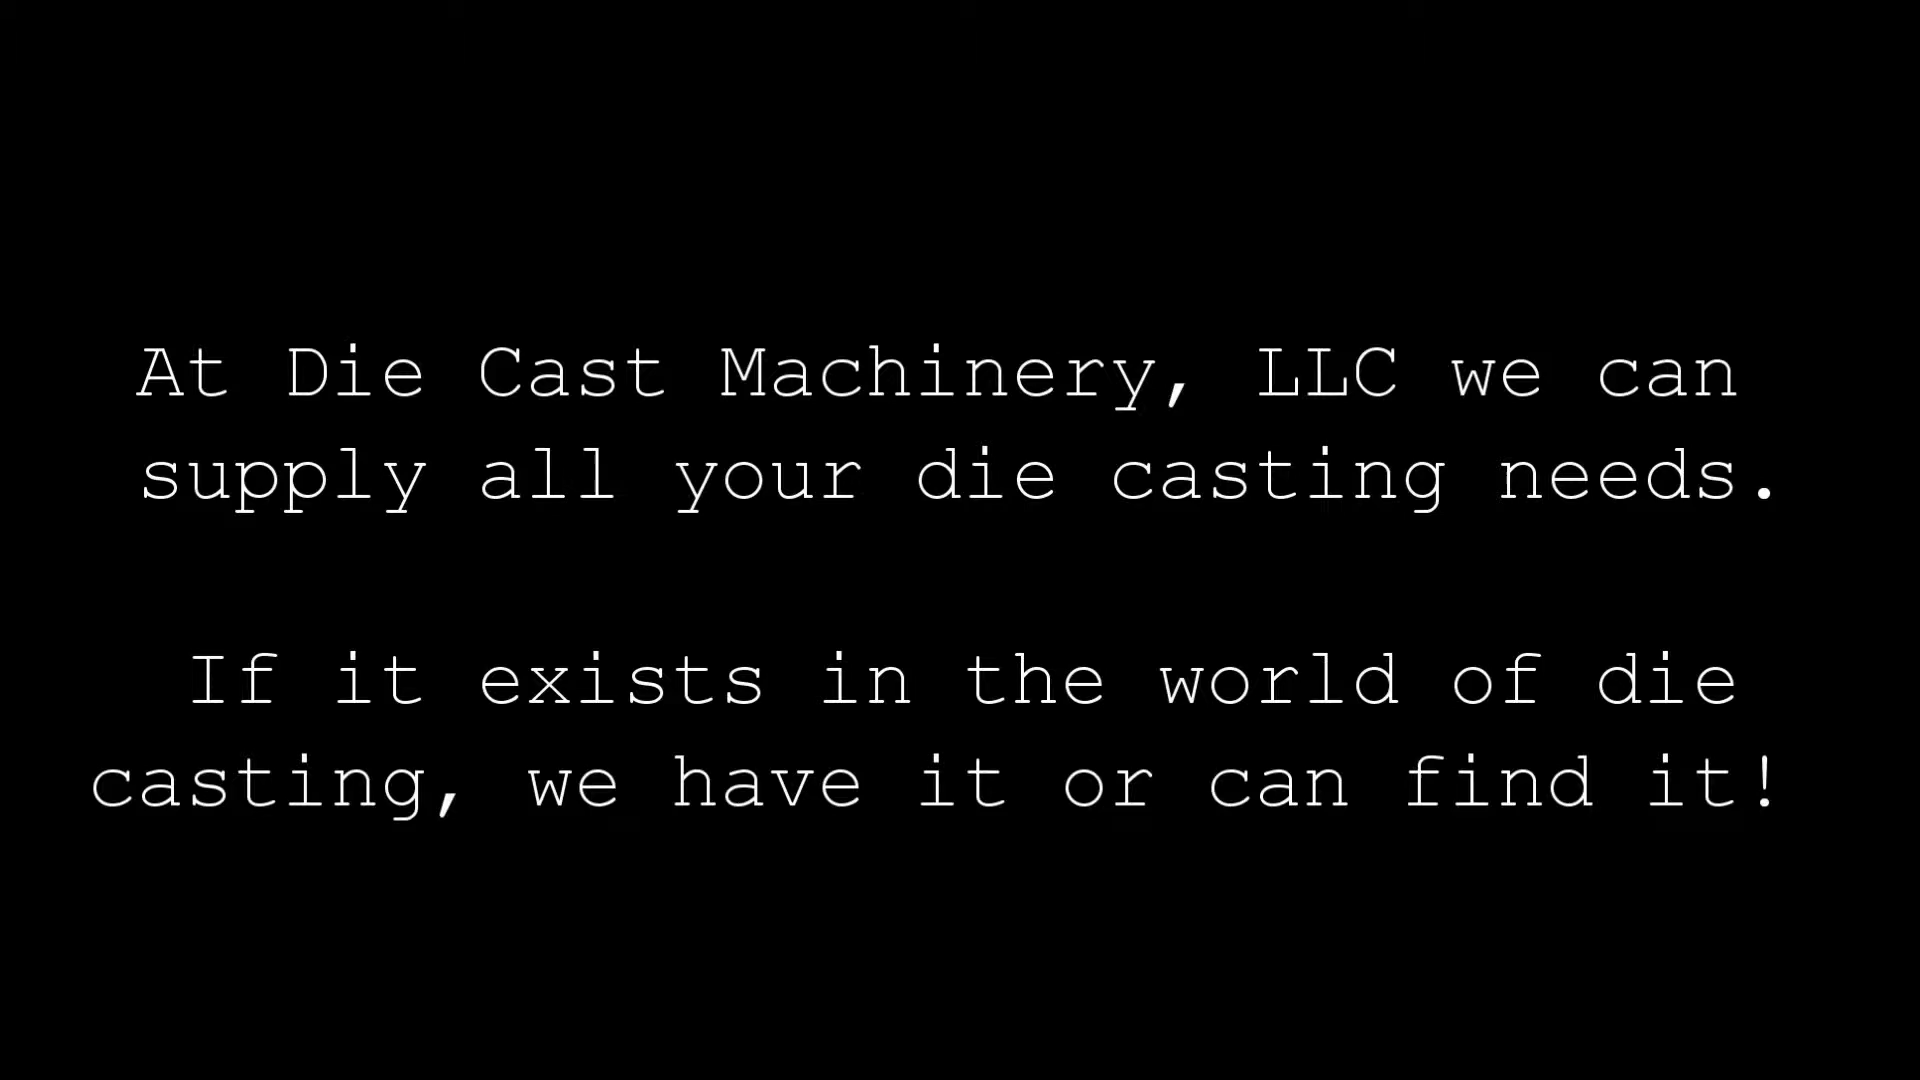 At Die Cast Machinery, LLC we can
supply all your die casting needs.
If it exists in the world of die
casting, we have it or can find it!